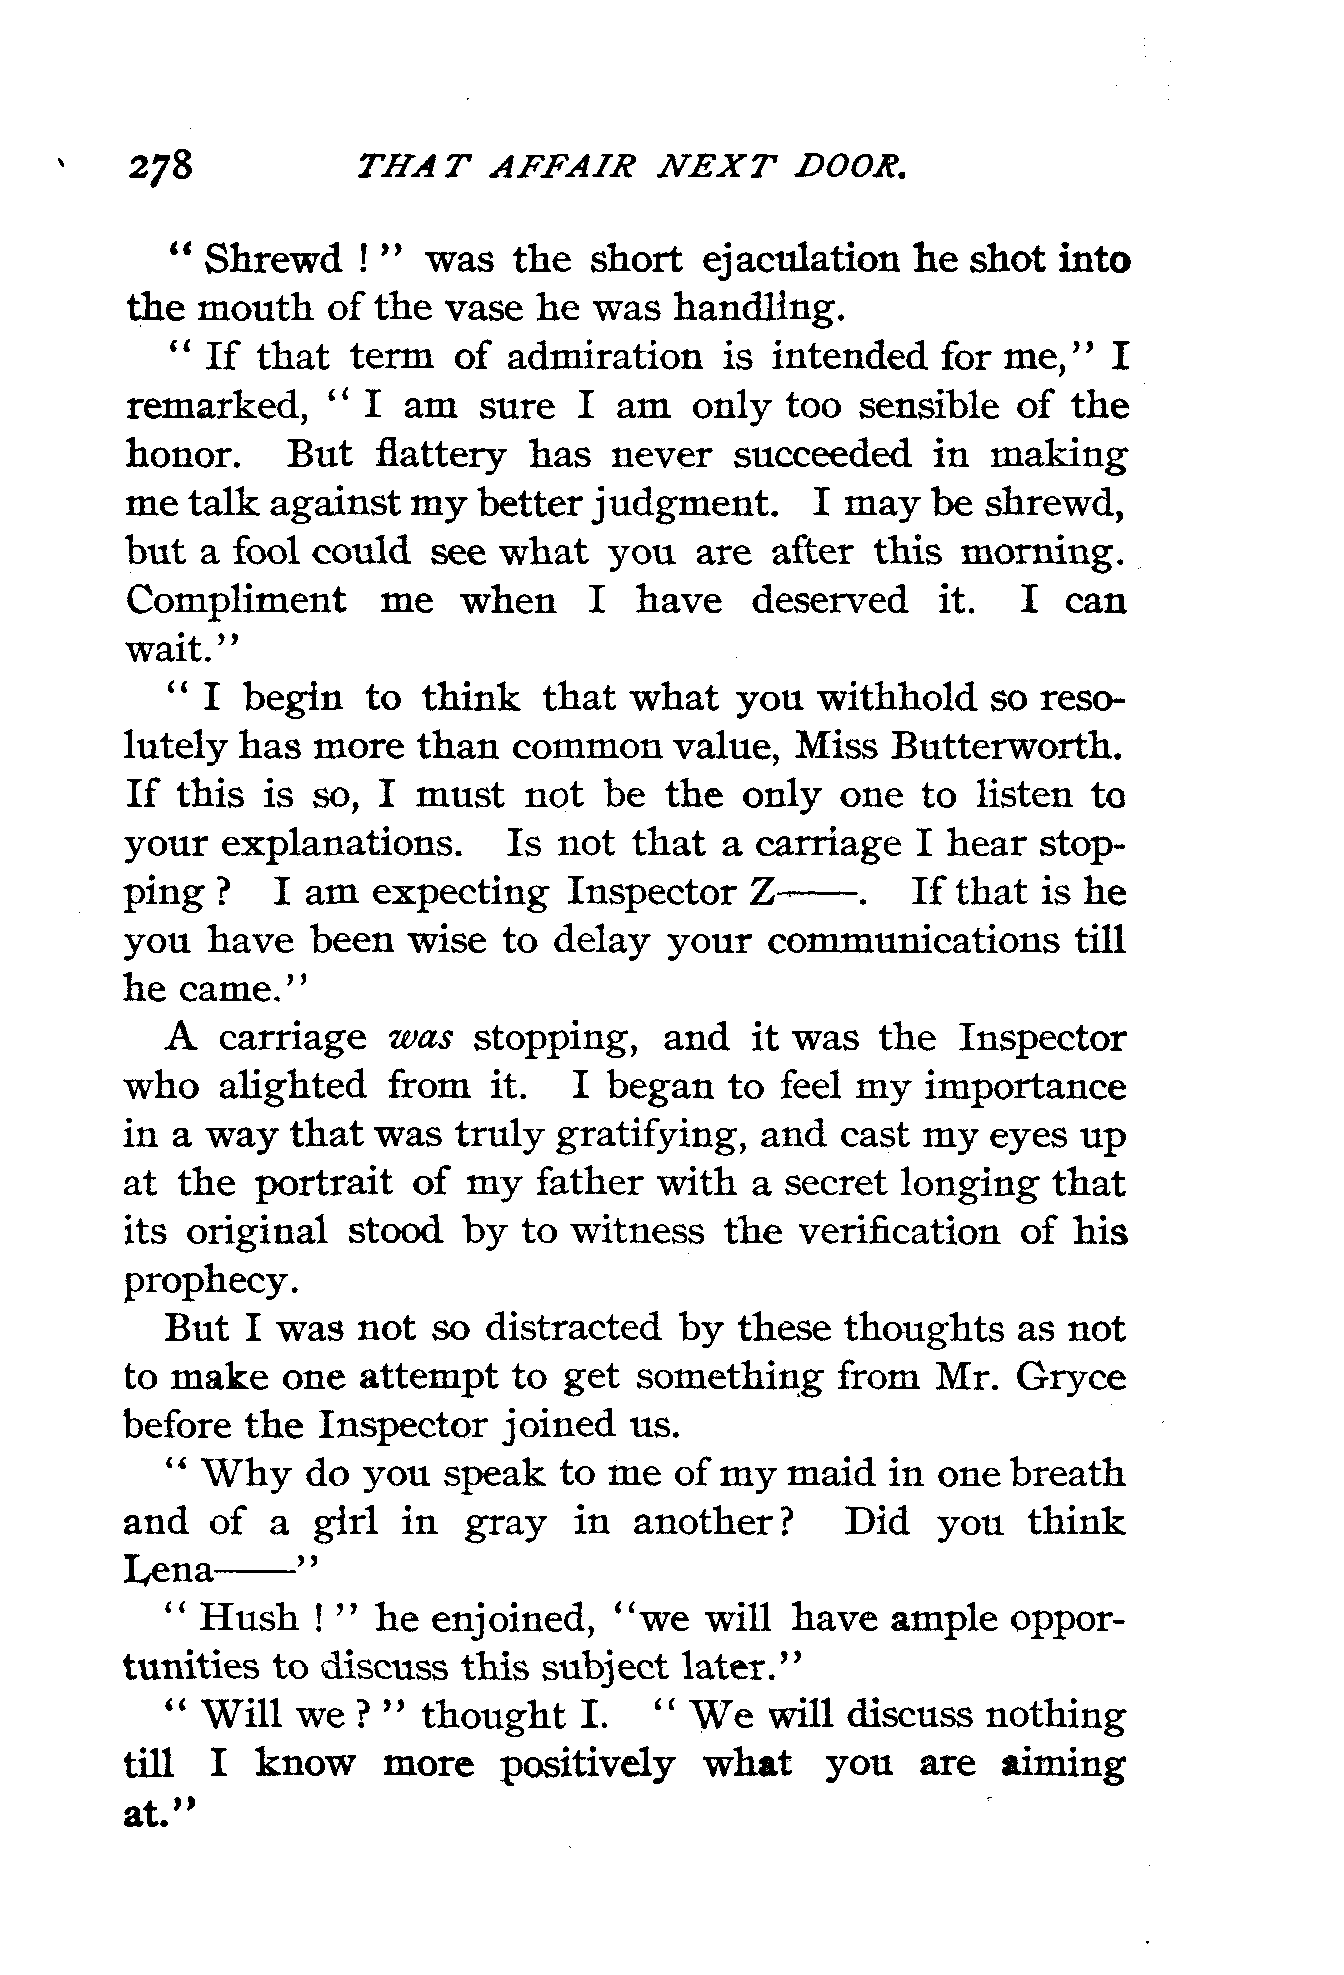 278 THAT AFFAIR NEXT DOOR.
" Shrewd ! " was the short ejaculation he shot into
the mouth of the vase he was handling.
" If that term of admiration is intended for me," I
remarked, " I am sure I am only too sensible of the
honor. But flattery has never succeeded in making
me talk against my better judgment. I may be shrewd,
but a fool could see what you are after this morning.
Compliment me when I have deserved it. I can
wait."
" I begin to think that what you withhold so reso-
lutely has more than common value, Miss Butterworth.
If this is so, I must not be the only one to listen to
your explanations. Is not that a carriage I hear stop-
ping ? I am expecting Inspector Z——. If that is he
you have been wise to delay your communications till
he came."
A carriage was stopping, and it was the Inspector
who alighted from it. I began to feel my importance
in a way that was truly gratifying, and cast my eyes up
at the portrait of my father with a secret longing that
its original stood by to witness the verification of his
prophecy.
But I was not so distracted by these thoughts as not
to make one attempt to get something from Mr. Gryce
before the Inspector joined us.
" Why do you speak to me of my maid in one breath
and of a girl in gray in another? Did you think
Lena——"
" Hush ! " he enjoined, "we will have ample oppor-
tunities to discuss this subject later."
" Will we ? " thought I. " We will discuss nothing
till I know more positively what you are aiming
at."